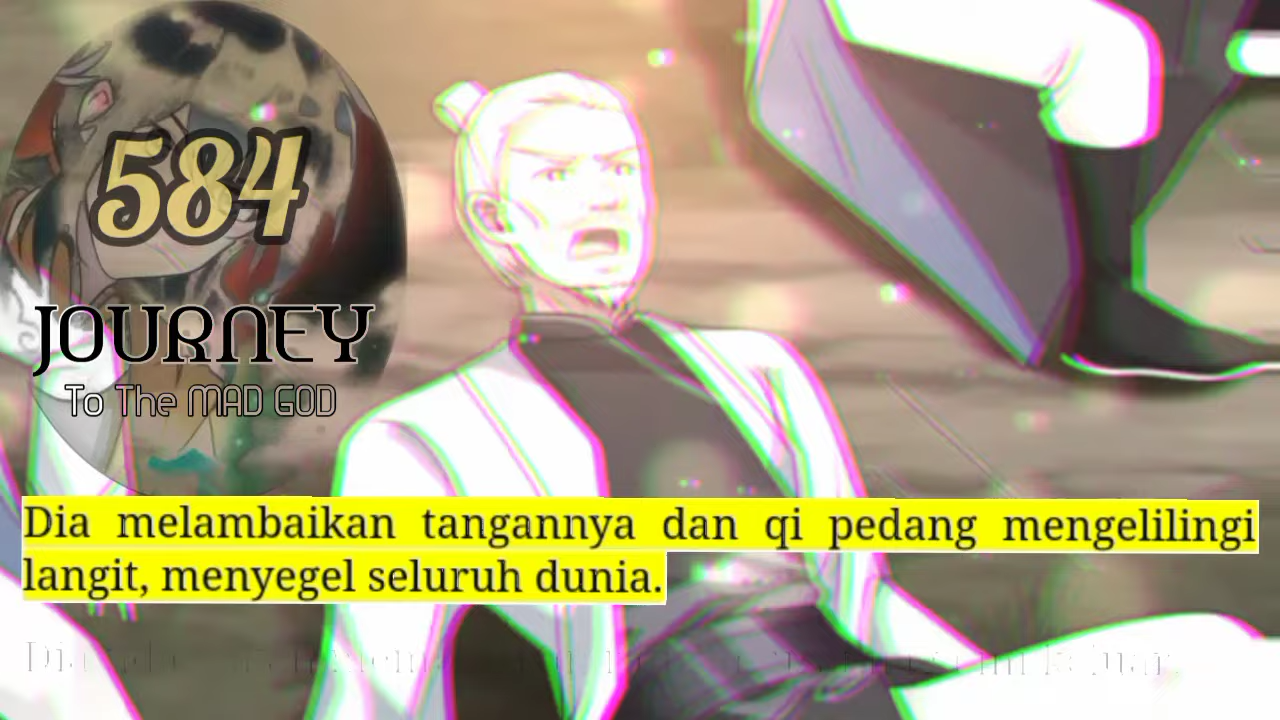 584
JOURNEY
To The MAD GOD
Dia melambaikan tangannya dan qi pedang mengelilingi
langit, menyegel seluruh dunia.